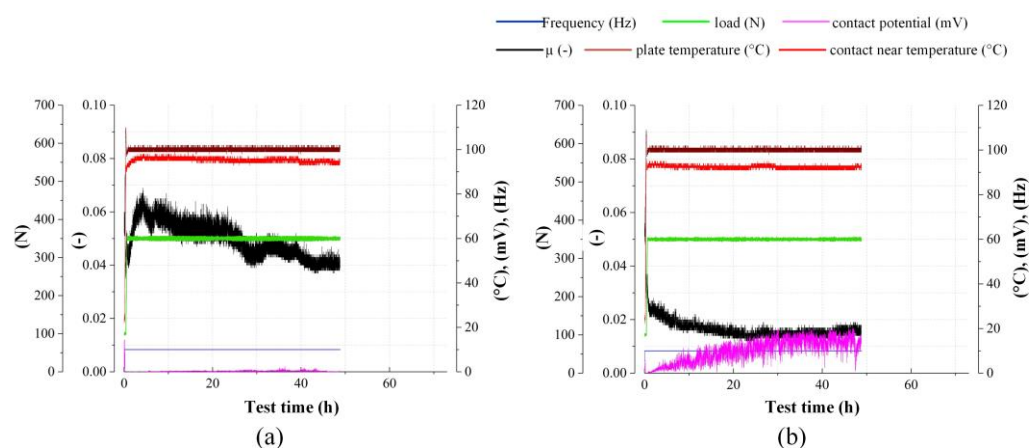 Frequency (Hz) load (N) contact potential (mV)
μ (-) plate temperature (°C) contact near temperature (°C)
700 0.10 120
600 100
0.08
500 80
400 0.06
(N) (-) 60 (°C), (mV), (Hz)
300 0.04
40
200
0.02
100 20
0 0.00 0
0 20 40 60
Test time (h)
(a)
700 0.10 120
600 100
0.08
500 80
400 0.06
(N) (-) 60 (°C), (mV), (Hz)
300 0.04
40
200
0.02
100 20
0 0.00 0
0 20 40 60
Test time (h)
(b)